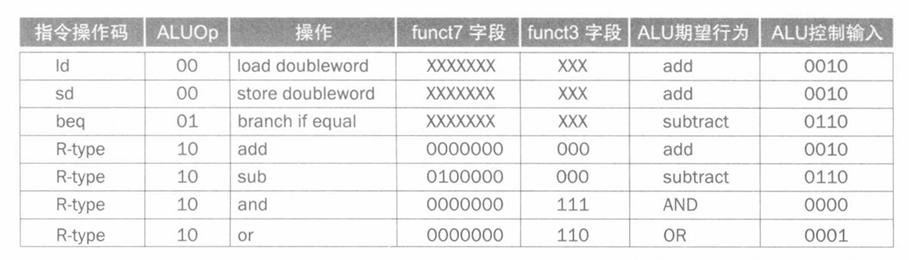 指令操作码 ALUOp 操作 funct7 字段 funct3 字段 ALU期望行为 ALU控制输入
ld 00 load doubleword XXXXXXX XXX add 0010
sd 00 store doubleword XXXXXXX XXX add 0010
beq 01 branch if equal XXXXXXX XXX subtract 0110
R-type 10 add 0000000 000 add 0010
R-type 10 sub 0100000 000 subtract 0110
R-type 10 and 0000000 111 AND 0000
R-type 10 or 0000000 110 OR 0001